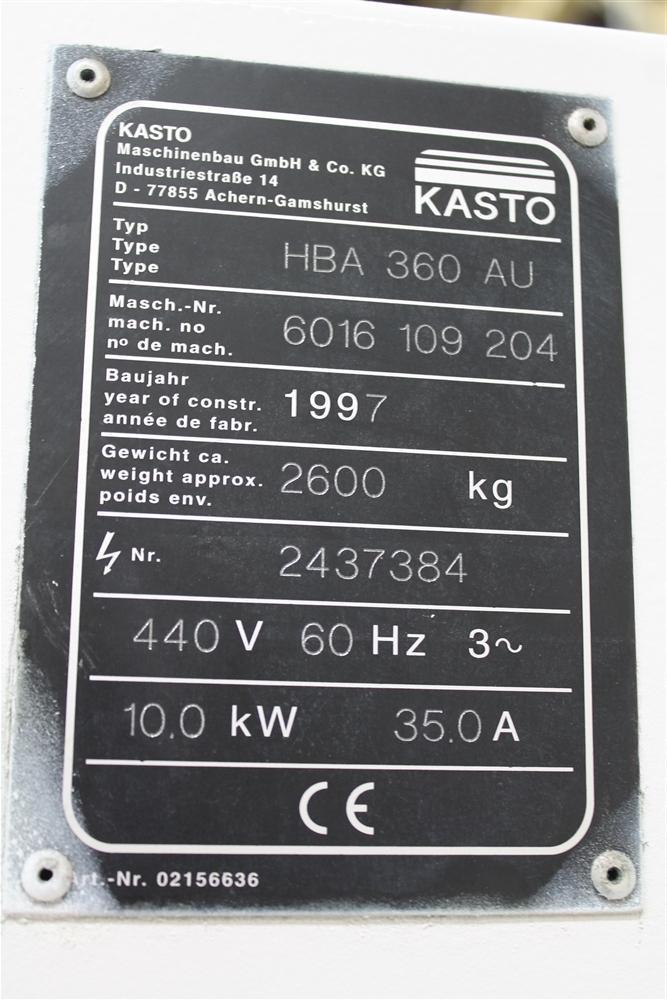 KASTO
Maschinenbau GmbH & Co. KG
Industriestraße 14
D - 77855 Achern-Gamshurst
KASTO
Typ
Type
Type
HBA 360 AU
Masch.-Nr.
mach. no
nº de mach.
6016 109 204
Baujahr
year of constr.
année de fabr.
1997
Gewicht ca.
weight approx.
poids env.
2600 kg
Nr. 2437384
440 V 60 Hz 3~
10.0 kW 35.0 A
CE
Art.-Nr. 02156636